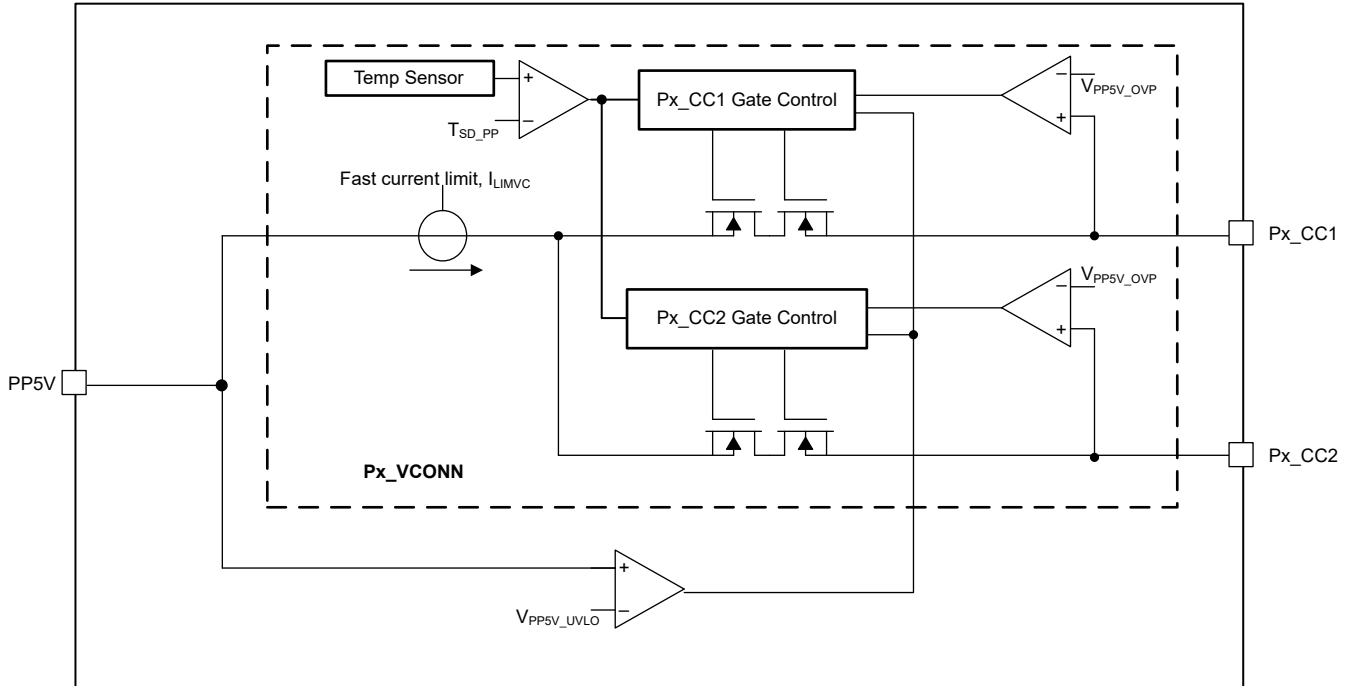 Temp Sensor
+
−
T_SD_PP
Px_CC1 Gate Control
−
V_PP5V_OVP
+
Fast current limit, I_LIMVC
Px_CC1
Px_CC2 Gate Control
−
V_PP5V_OVP
+
PP5V
Px_CC2
Px_VCONN
+
−
V_PP5V_UVLO